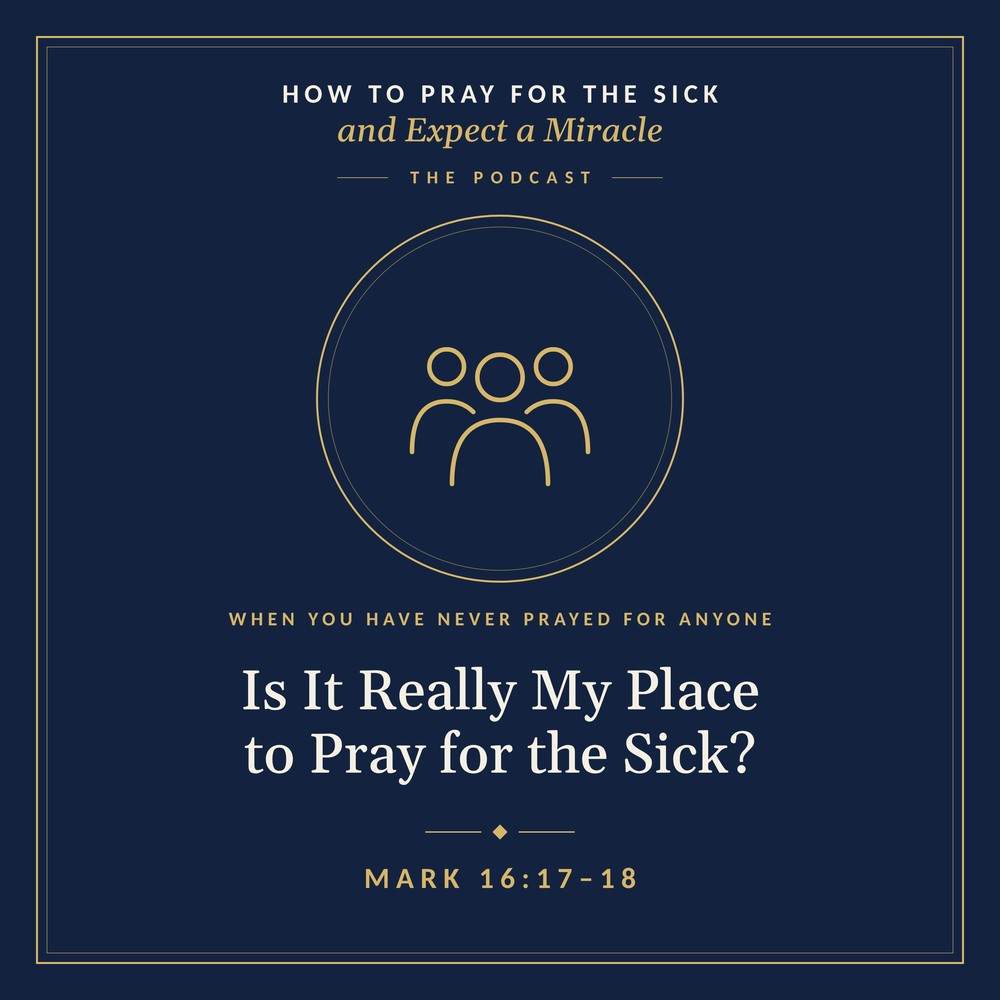 HOW TO PRAY FOR THE SICK
and Expect a Miracle
THE PODCAST
WHEN YOU HAVE NEVER PRAYED FOR ANYONE
Is It Really My Place
to Pray for the Sick?
MARK 16:17–18